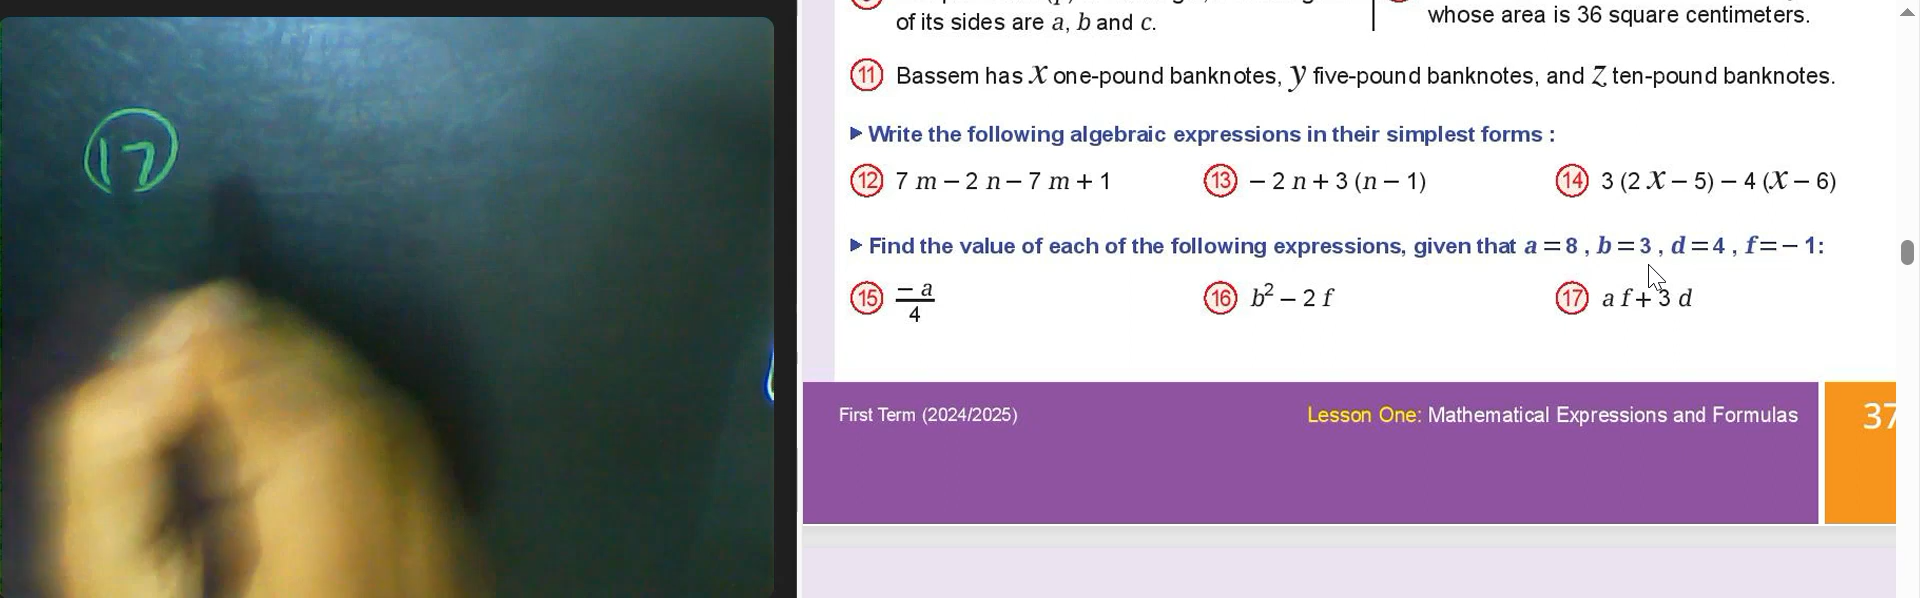 17
of its sides are a, b and c.
whose area is 36 square centimeters.
11 Bassem has x one-pound banknotes, y five-pound banknotes, and z ten-pound banknotes.
▶ Write the following algebraic expressions in their simplest forms :
12 7 m – 2 n – 7 m + 1 13 – 2 n + 3 (n – 1) 14 3 (2 x – 5) – 4 (x – 6)
▶ Find the value of each of the following expressions, given that a = 8 , b = 3 , d = 4 , f = – 1:
15 – a / 4 16 b² – 2 f 17 a f + 3 d
First Term (2024/2025) Lesson One: Mathematical Expressions and Formulas 37